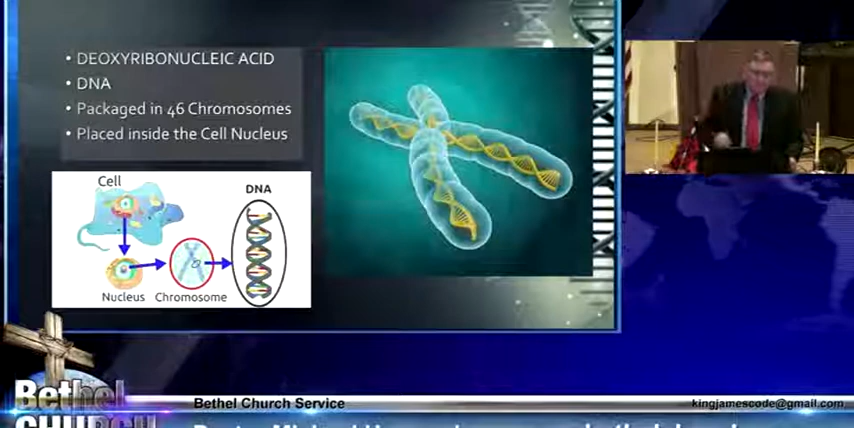 • DEOXYRIBONUCLEIC ACID
• DNA
• Packaged in 46 Chromosomes
• Placed inside the Cell Nucleus
Cell
DNA
Nucleus
Chromosome
Bethel
CHURCH
Bethel Church Service
kingjamescode@gmail.com